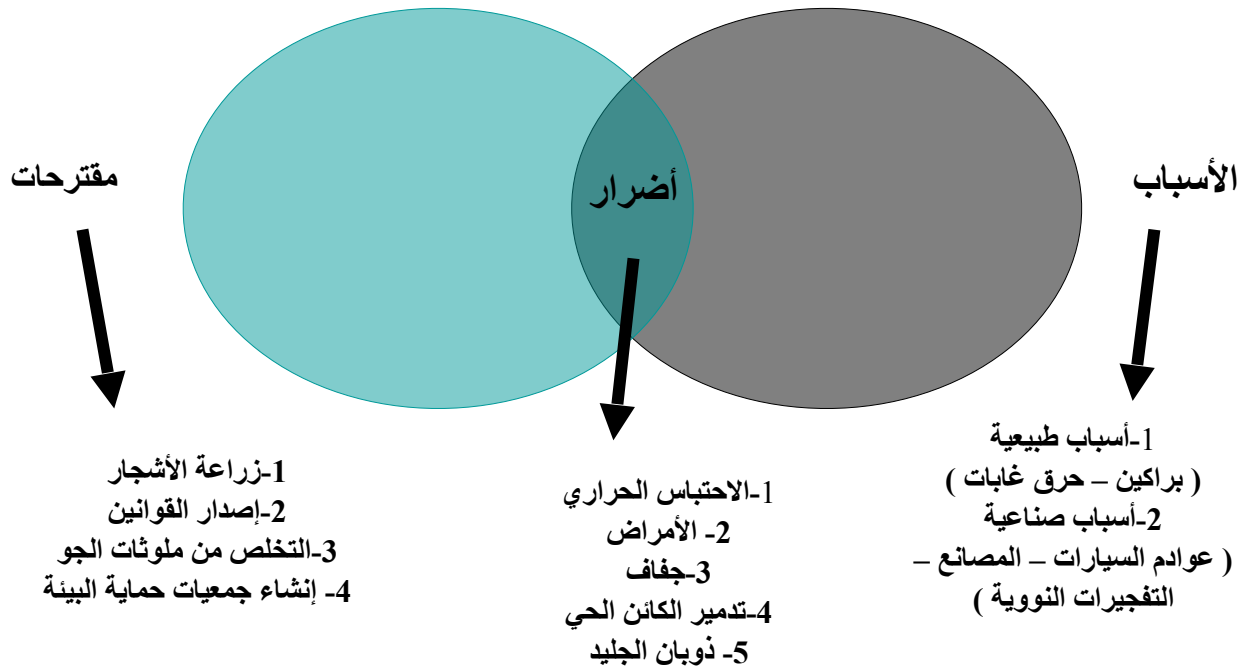 الأسباب
أضرار
مقترحات
1-أسباب طبيعية
( براكين – حرق غابات )
2-أسباب صناعية
( عوادم السيارات – المصانع –
التفجيرات النووية )
1-الاحتباس الحراري
2- الأمراض
3-جفاف
4-تدمير الكائن الحي
5- ذوبان الجليد
1-زراعة الأشجار
2-إصدار القوانين
3-التخلص من ملوثات الجو
4- إنشاء جمعيات حماية البيئة